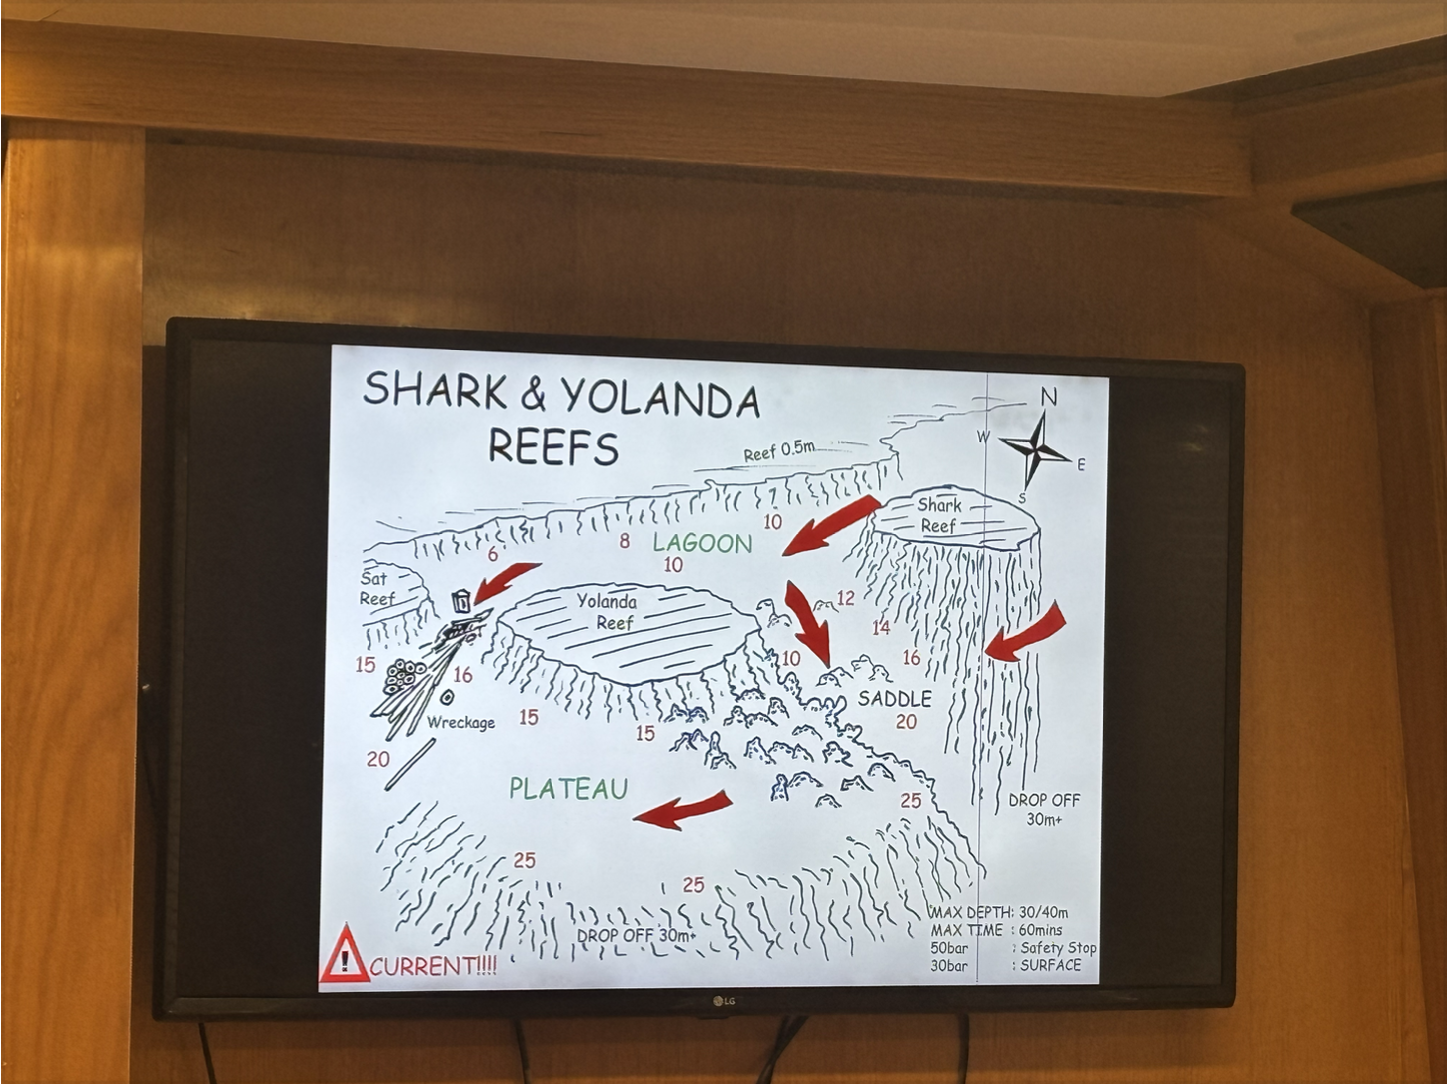 SHARK & YOLANDA
REEFS
N
W
E
S
Reef 0.5m
Shark
Reef
10
8
LAGOON
10
6
Sat
Reef
Yolanda
Reef
12
14
10
16
15
16
SADDLE
20
Wreckage
15
15
20
PLATEAU
25
DROP OFF
30m+
25
25
DROP OFF 30m+
MAX DEPTH: 30/40m
MAX TIME : 60mins
50bar : Safety Stop
30bar : SURFACE
! CURRENT!!!!
LG